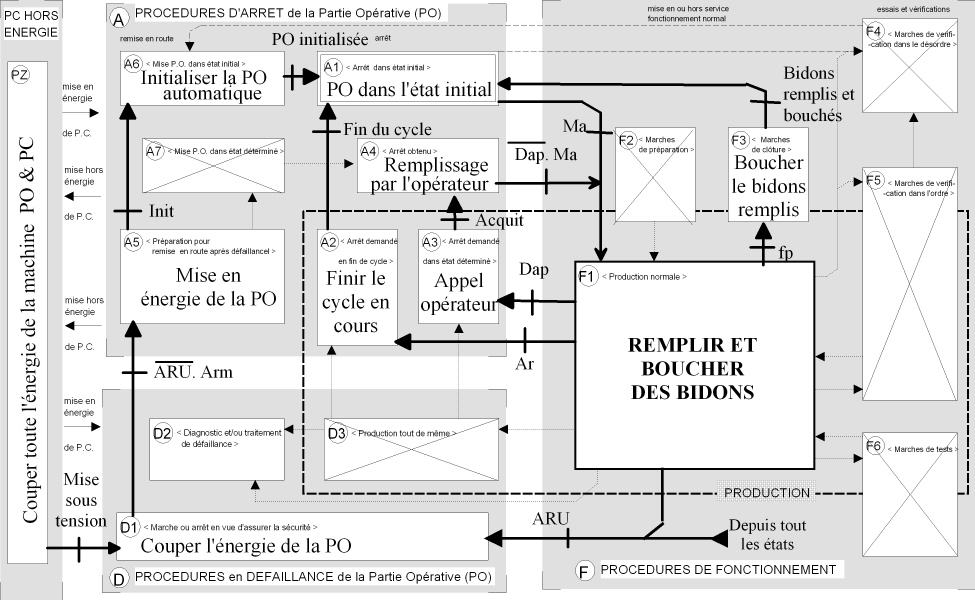 PC HORS
ENERGIE
PZ
Couper toute l'énergie de la machine PO & PC
mise en
énergie
de P.C.
mise hors
énergie
de P.C.
mise hors
énergie
de P.C.
mise en
énergie
de P.C.
Mise
sous
tension
A
PROCEDURES D'ARRET de la Partie Opérative (PO)
remise en route
PO initialisée
arrêt
A6
< Mise P.O. dans état initial >
Initialiser la PO
automatique
A1
< Arrêt dans état initial >
PO dans l'état initial
Fin du cycle
A7
< Mise P.O. dans état déterminé >
A4
< Arrêt obtenu >
Remplissage
par l'opérateur
Dap. Ma
Ma
Init
Acquit
A5
< Préparation pour
remise en route après défaillancel >
Mise en
énergie de la PO
A2
< Arrêt demandé
en fin de cycle >
Finir le
cycle en
cours
A3
< Arrêt demandé
dans état déterminé >
Appel
opérateur
Dap
Ar
ARU. Arm
D2
< Diagnostic et/ou traitement
de défaillance >
D3
< Production tout de même >
D1
< Marche ou arrêt en vue d'assurer la sécurité >
Couper l'énergie de la PO
ARU
D
PROCEDURES en DEFAILLANCE de la Partie Opérative (PO)
mise en ou hors service
fonctionnement normal
essais et vérifications
F4
< Marches de vérifi-
cation dans le désordre >
Bidons
remplis et
bouchés
F2
< Marches
de préparation >
F3
< Marches
de clôture >
Boucher
le bidons
remplis
fp
F5
< Marches de verifi-
cation dans l'ordre >
F1
< Production normale >
REMPLIR ET
BOUCHER
DES BIDONS
F6
< Marches de tests >
PRODUCTION
Depuis tout
les états
F
PROCEDURES DE FONCTIONNEMENT